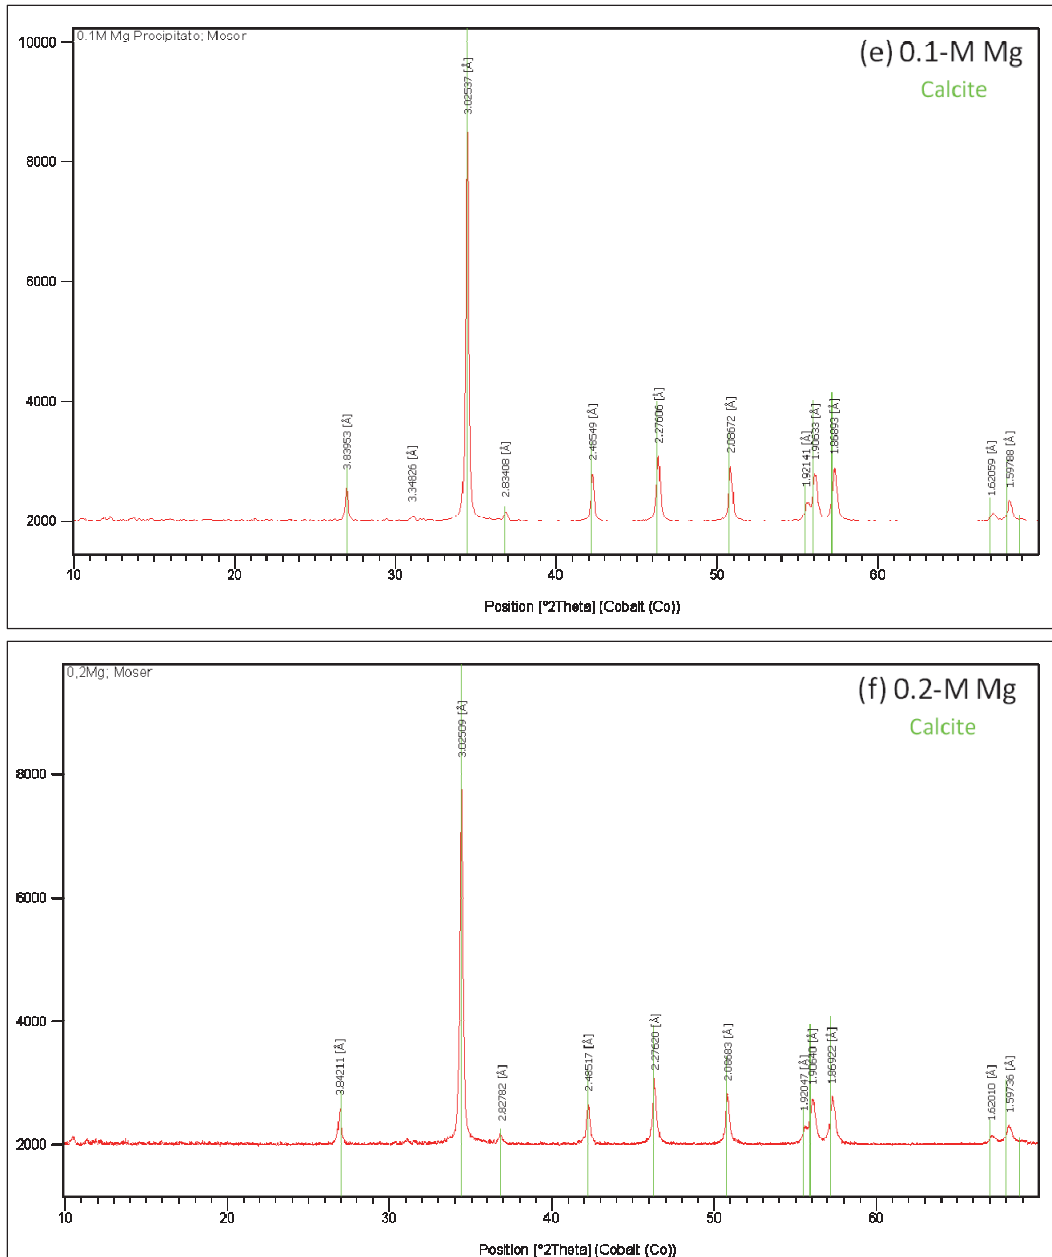 0.1M Mg Procipitato; Mosor
(e) 0.1-M Mg
Calcite
10000
8000
6000
4000
2000
3.83953 [Å]
3.34826 [Å]
3.02537 [Å]
2.83408 [Å]
2.48549 [Å]
2.27606 [Å]
2.08672 [Å]
1.92141 [Å]
1.90633 [Å]
1.86893 [Å]
1.62059 [Å]
1.59788 [Å]
10 20 30 40 50 60
Position [°2Theta] (Cobalt (Co))
0,2Mg; Moser
(f) 0.2-M Mg
Calcite
8000
6000
4000
2000
3.84211 [Å]
3.02509 [Å]
2.82782 [Å]
2.48517 [Å]
2.27620 [Å]
2.08683 [Å]
1.92047 [Å]
1.90640 [Å]
1.86922 [Å]
1.62010 [Å]
1.59736 [Å]
10 20 30 40 50 60
Position [°2Theta] (Cobalt (Co))